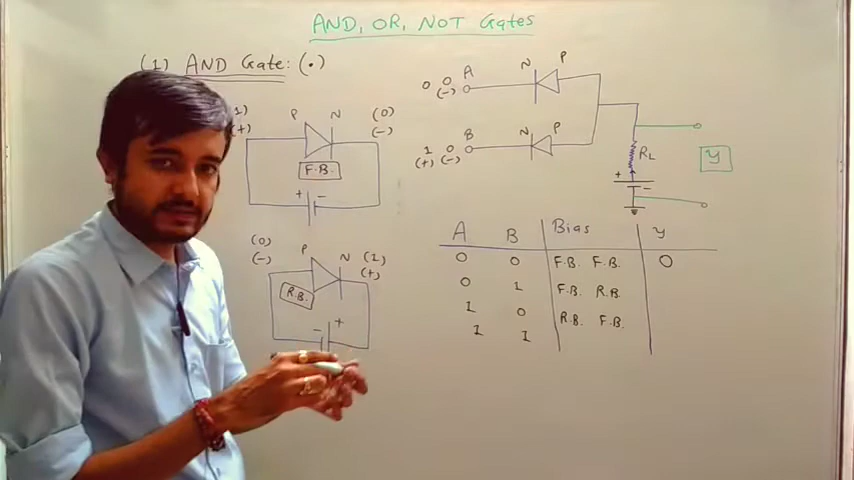 AND, OR, NOT Gates
(1) AND Gate: (•)
1) (+) P N (0) (-)
F.B.
+ -
(0) (-) P N (1) (+)
R.B.
- +
0 0 (-) A N P
1 (+) 0 (-) B N P
RL
+ -
y
A B Bias y
0 0 F.B. F.B. 0
0 1 F.B. R.B.
1 0 R.B. F.B.
1 1